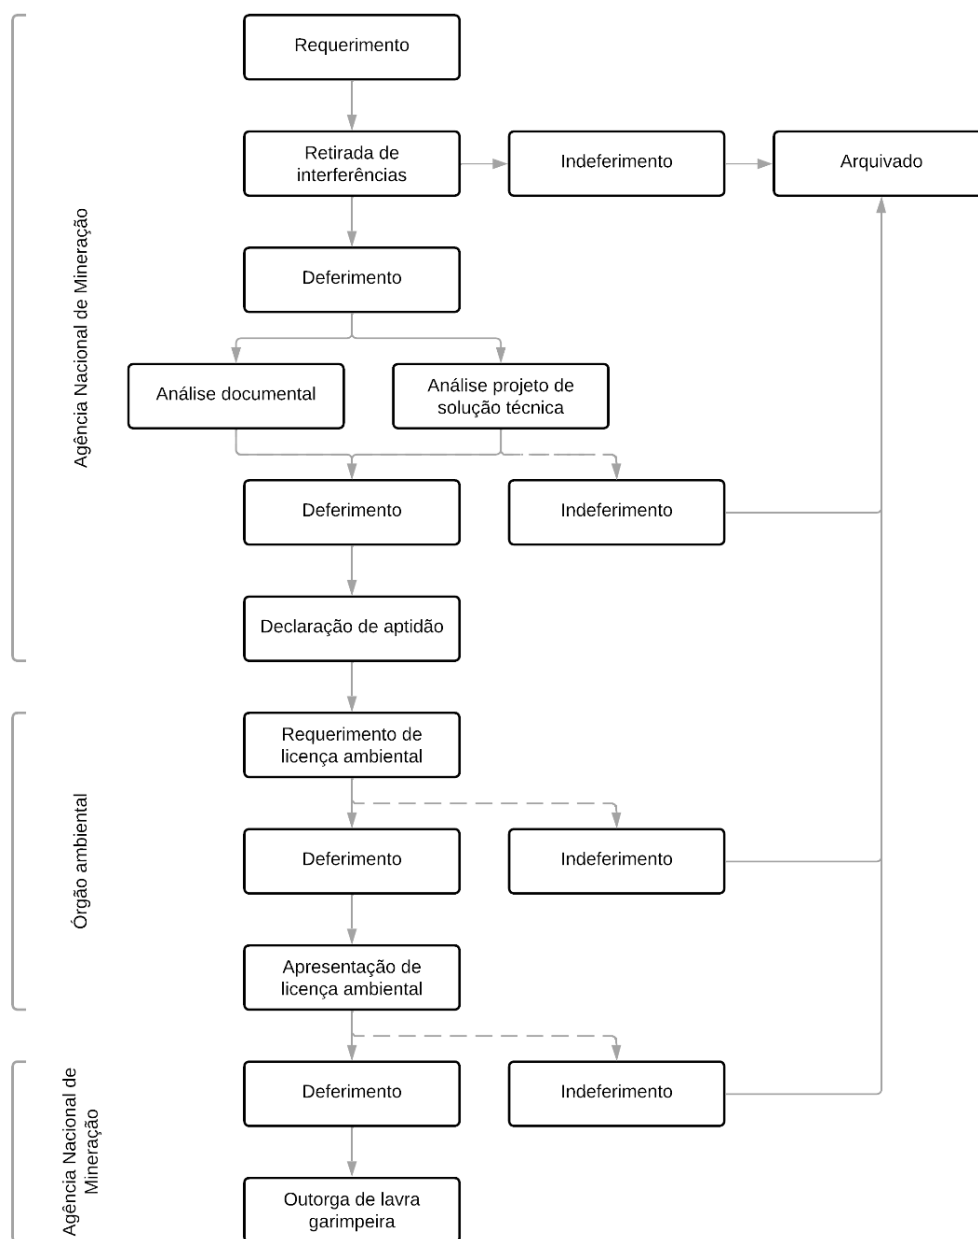 Requerimento
Retirada de
interferências
Indeferimento
Arquivado
Agência Nacional de Mineração
Deferimento
Análise documental
Análise projeto de
solução técnica
Deferimento
Indeferimento
Declaração de aptidão
Órgão ambiental
Requerimento de
licença ambiental
Deferimento
Indeferimento
Apresentação de
licença ambiental
Agência Nacional de
Mineração
Deferimento
Indeferimento
Outorga de lavra
garimpeira